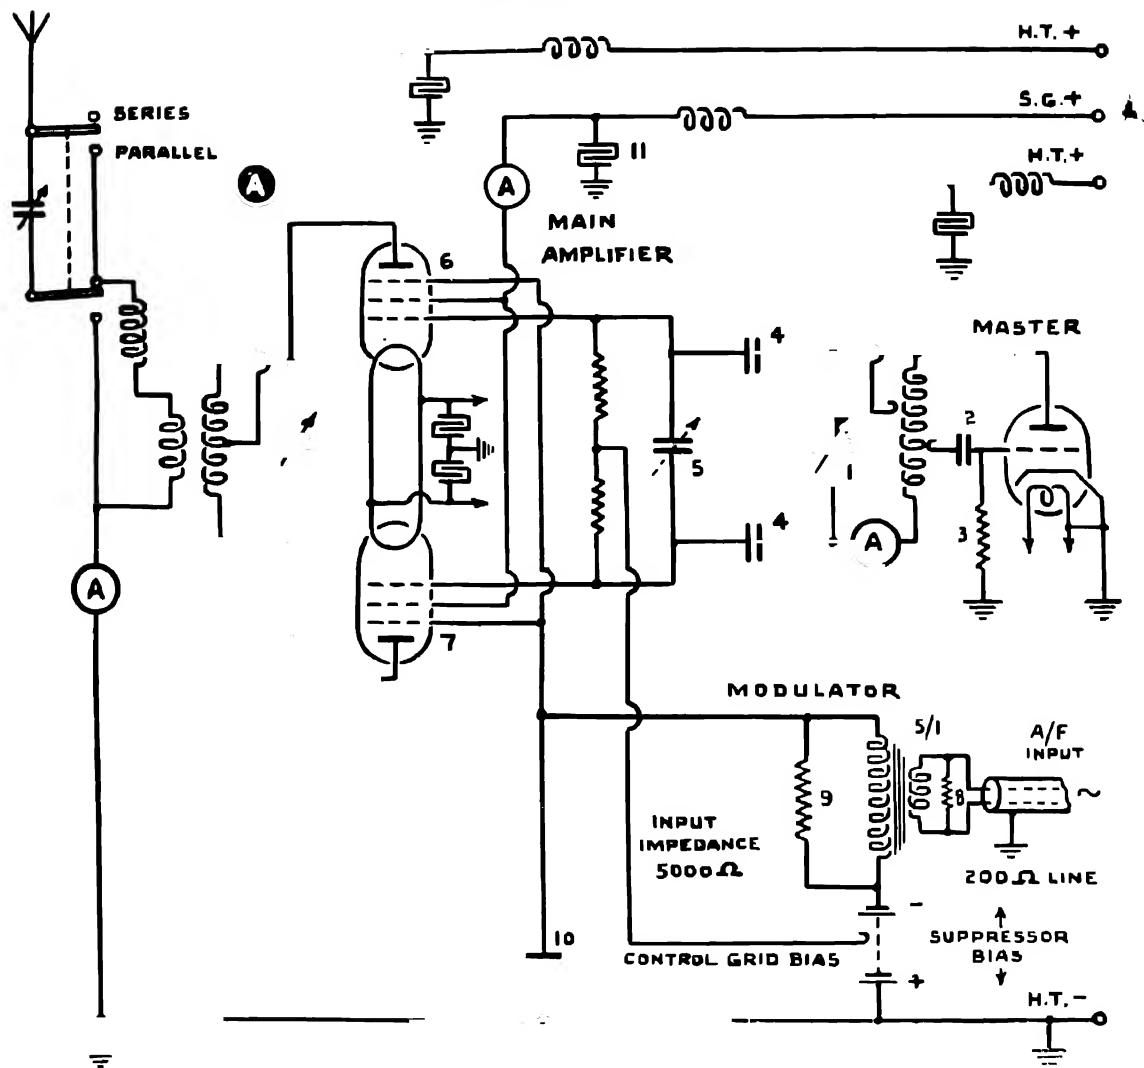 H.T. +
S.G. +
H.T. +
SERIES
PARALLEL
A
11
A
MAIN
AMPLIFIER
6
MASTER
4
2
5
1
3
4
A
A
7
MODULATOR
5/1
A/F
INPUT
9
8
~
INPUT
IMPEDANCE
5000 Ω
200 Ω LINE
10
-
SUPPRESSOR
BIAS
CONTROL GRID BIAS
+
H.T. -